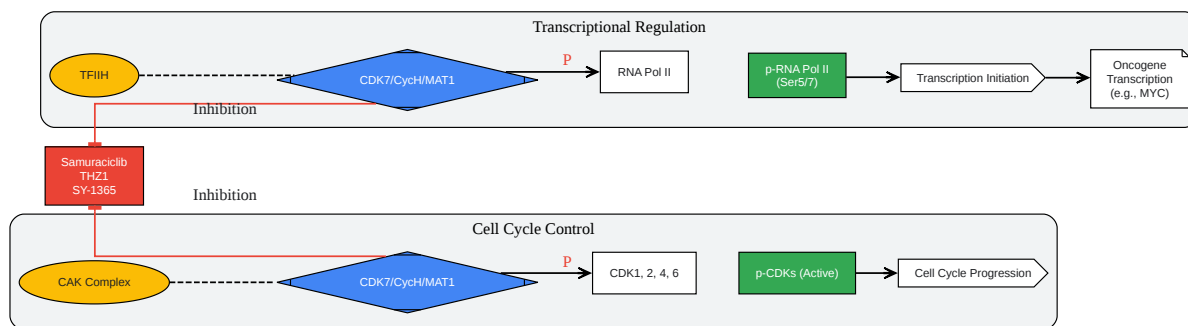 Transcriptional Regulation
TFIIH
CDK7/CycH/MAT1
P
RNA Pol II
p-RNA Pol II
(Ser5/7)
Transcription Initiation
Oncogene
Transcription
(e.g., MYC)
Inhibition
Samuraciclib
THZ1
SY-1365
Inhibition
Cell Cycle Control
CAK Complex
CDK7/CycH/MAT1
P
CDK1, 2, 4, 6
p-CDKs (Active)
Cell Cycle Progression